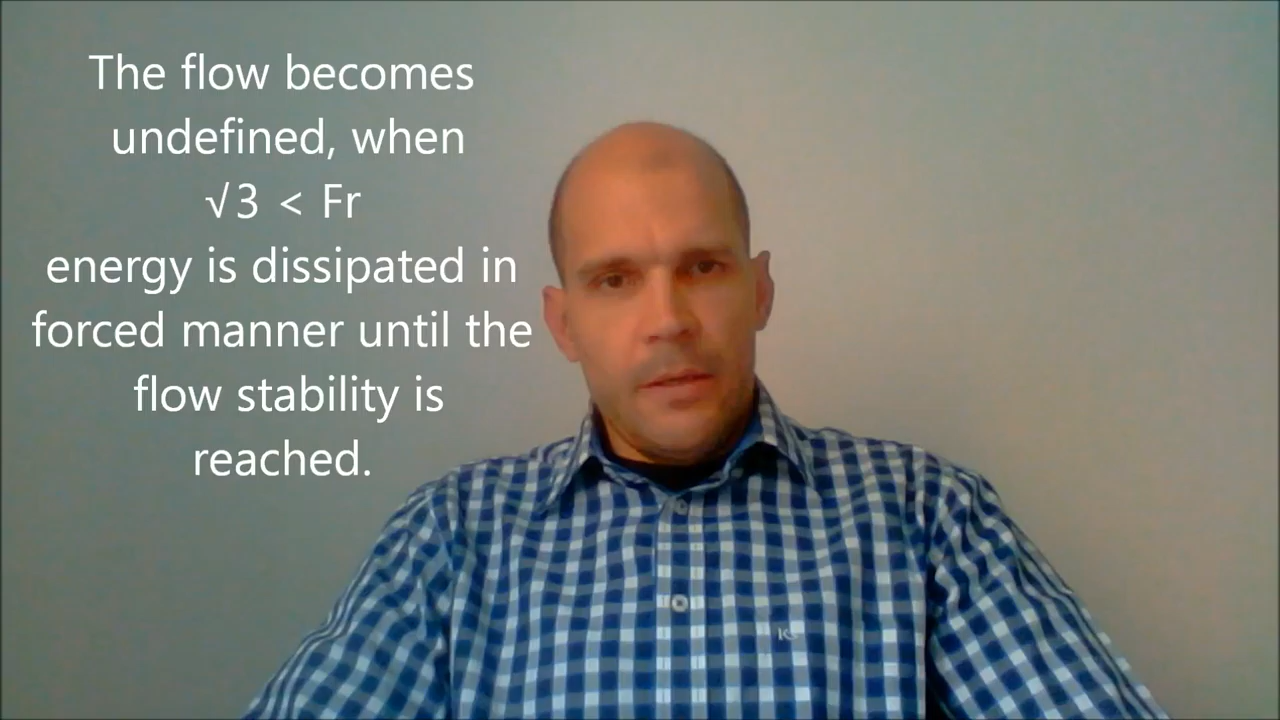 The flow becomes
undefined, when
√3 < Fr
energy is dissipated in
forced manner until the
flow stability is
reached.